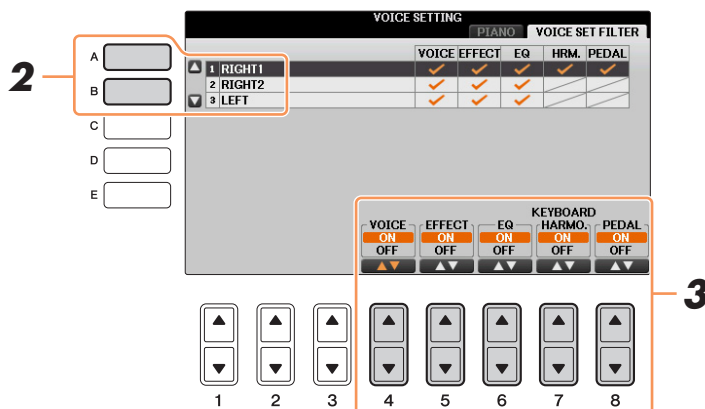 VOICE SETTING
PIANO VOICE SET FILTER
VOICE EFFECT EQ HRM. PEDAL
1 RIGHT1
2 RIGHT2
3 LEFT
A
B
C
D
E
2
KEYBOARD
VOICE EFFECT EQ HARMO. PEDAL
ON ON ON ON ON
OFF OFF OFF OFF OFF
3
1 2 3 4 5 6 7 8